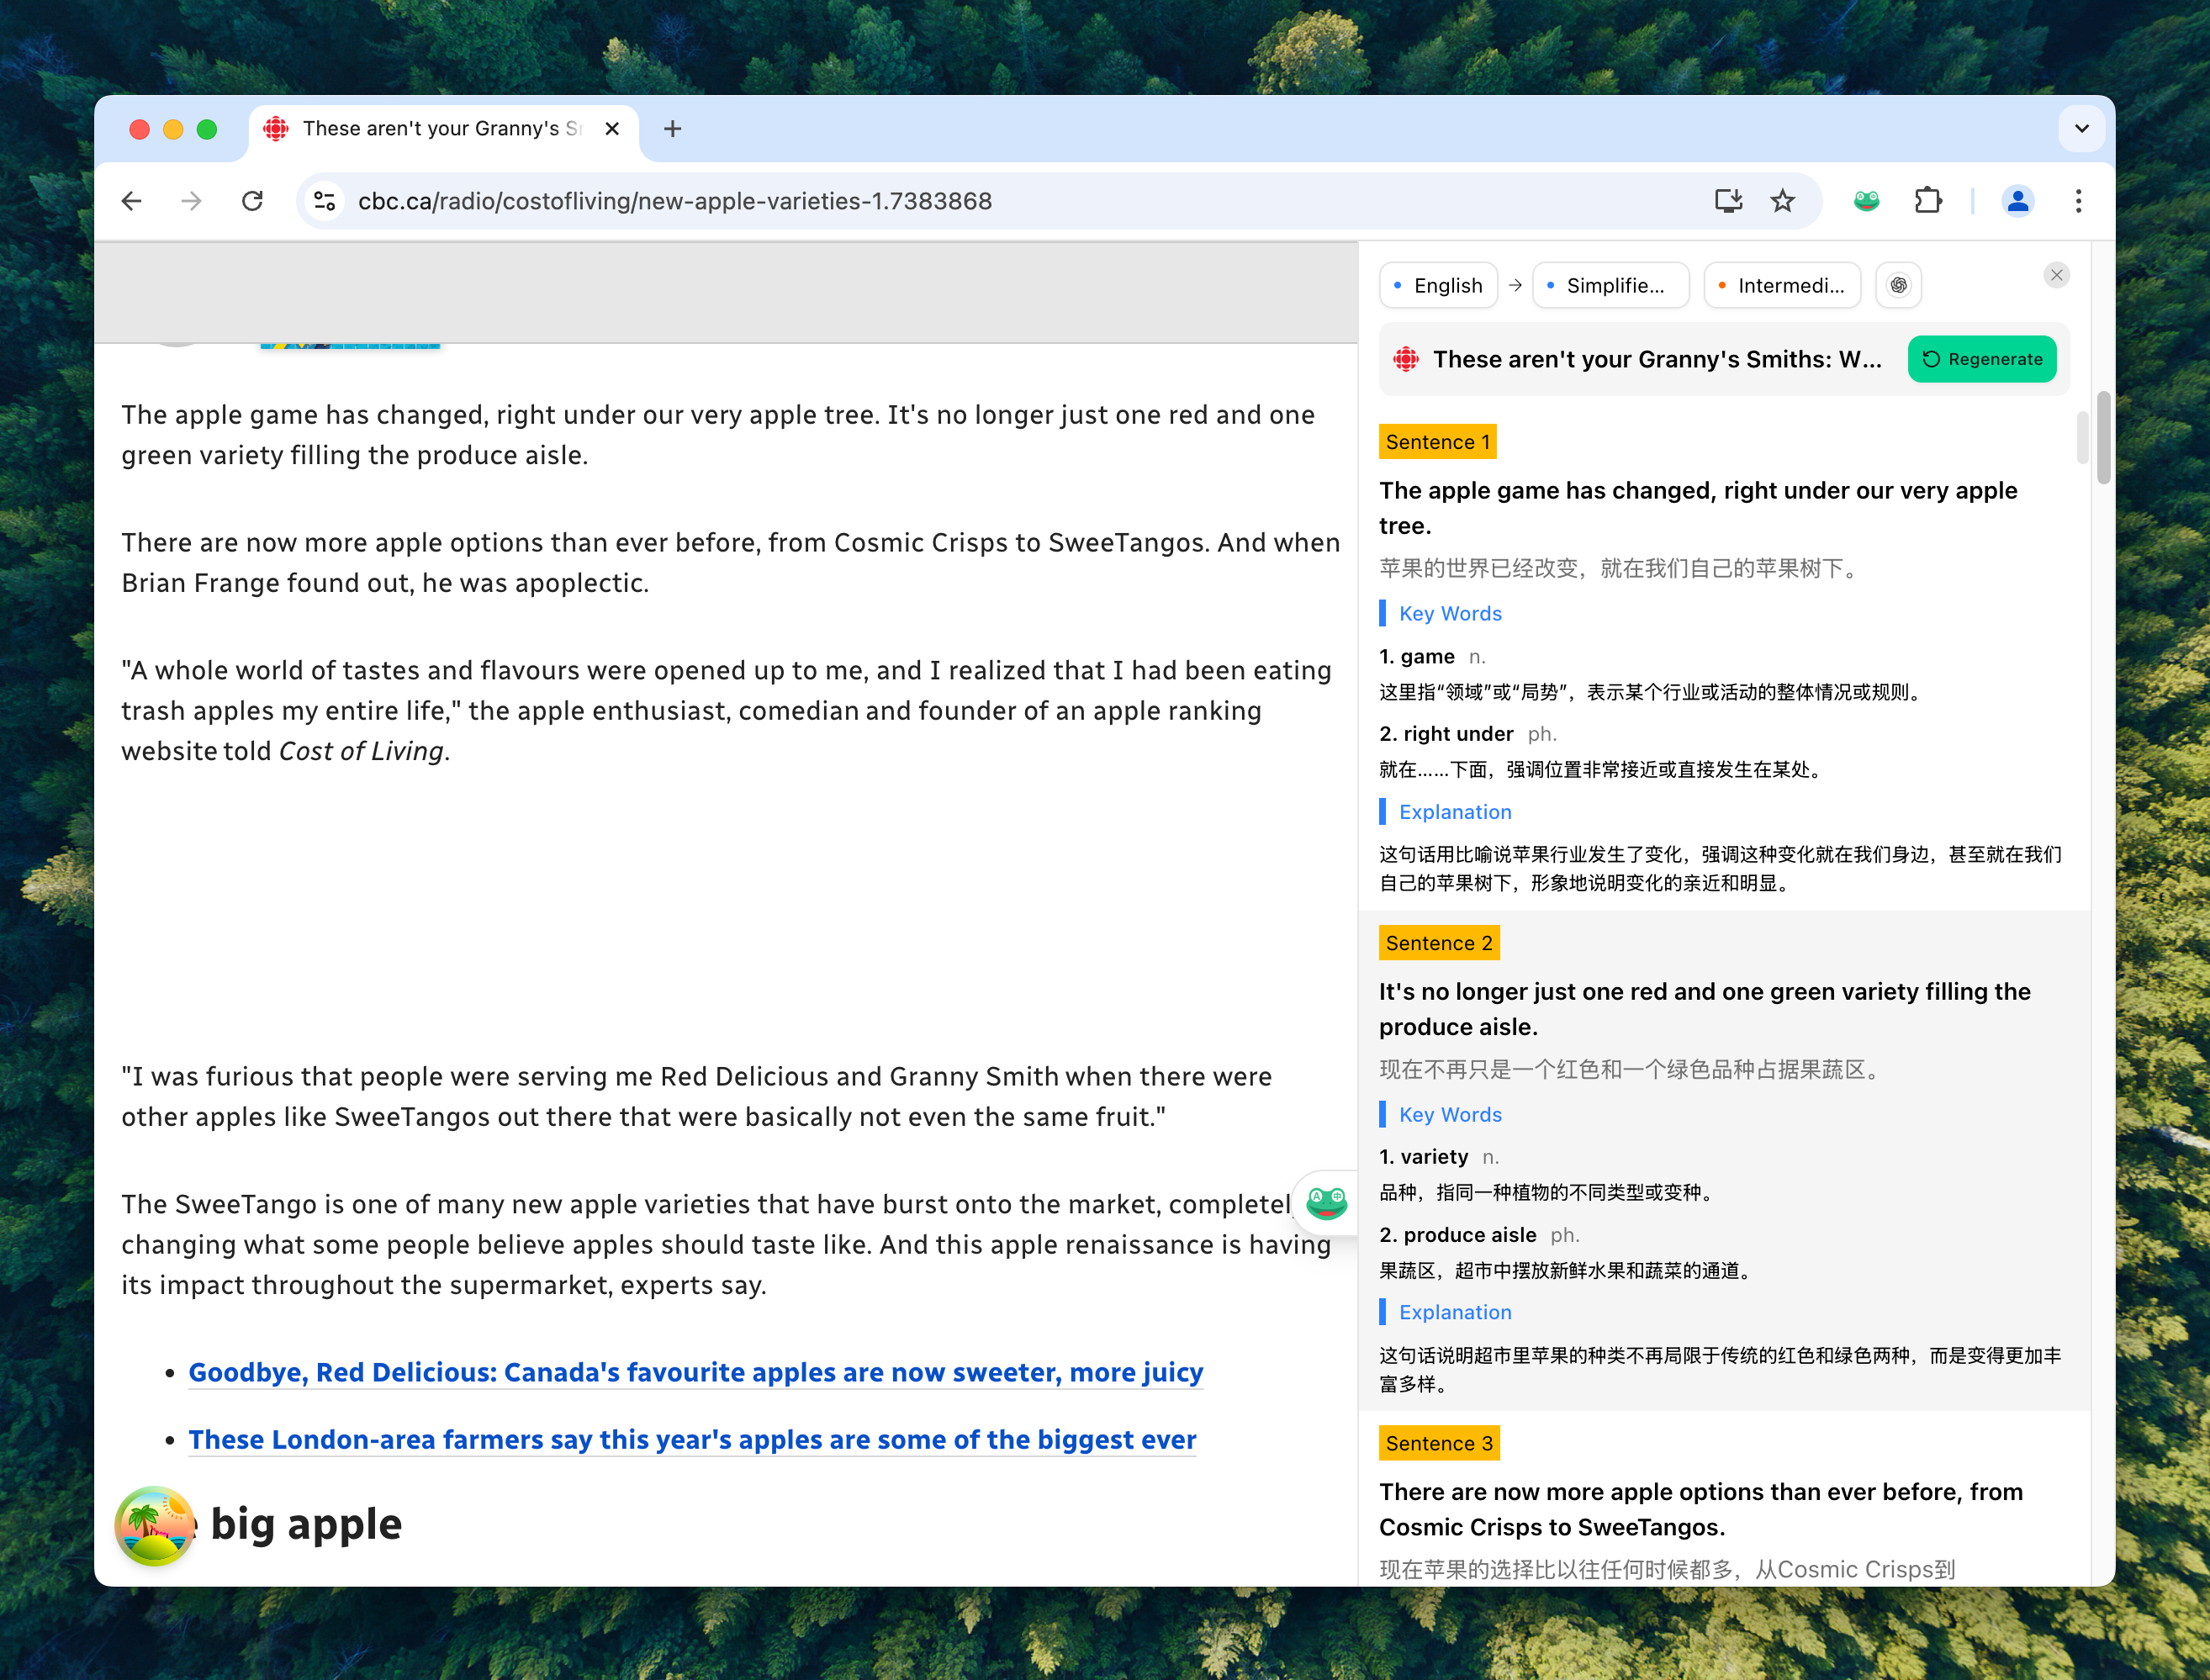 These aren't your Granny's Sr
cbc.ca/radio/costofliving/new-apple-varieties-1.7383868
The apple game has changed, right under our very apple tree. It's no longer just one red and one
green variety filling the produce aisle.
There are now more apple options than ever before, from Cosmic Crisps to SweeTangos. And when
Brian Frange found out, he was apoplectic.
"A whole world of tastes and flavours were opened up to me, and I realized that I had been eating
trash apples my entire life," the apple enthusiast, comedian and founder of an apple ranking
website told Cost of Living.
"I was furious that people were serving me Red Delicious and Granny Smith when there were
other apples like SweeTangos out there that were basically not even the same fruit."
The SweeTango is one of many new apple varieties that have burst onto the market, completel
changing what some people believe apples should taste like. And this apple renaissance is having
its impact throughout the supermarket, experts say.
• Goodbye, Red Delicious: Canada's favourite apples are now sweeter, more juicy
• These London-area farmers say this year's apples are some of the biggest ever
big apple
English → Simplifie... Intermedi...
These aren't your Granny's Smiths: W... Regenerate
Sentence 1
The apple game has changed, right under our very apple
tree.
苹果的世界已经改变，就在我们自己的苹果树下。
Key Words
1. game n.
这里指“领域”或“局势”，表示某个行业或活动的整体情况或规则。
2. right under ph.
就在……下面，强调位置非常接近或直接发生在某处。
Explanation
这句话用比喻说苹果行业发生了变化，强调这种变化就在我们身边，甚至就在我们
自己的苹果树下，形象地说明变化的亲近和明显。
Sentence 2
It's no longer just one red and one green variety filling the
produce aisle.
现在不再只是一个红色和一个绿色品种占据果蔬区。
Key Words
1. variety n.
品种，指同一种植物的不同类型或变种。
2. produce aisle ph.
果蔬区，超市中摆放新鲜水果和蔬菜的通道。
Explanation
这句话说明超市里苹果的种类不再局限于传统的红色和绿色两种，而是变得更加丰
富多样。
Sentence 3
There are now more apple options than ever before, from
Cosmic Crisps to SweeTangos.
现在苹果的选择比以往任何时候都多，从Cosmic Crisps到